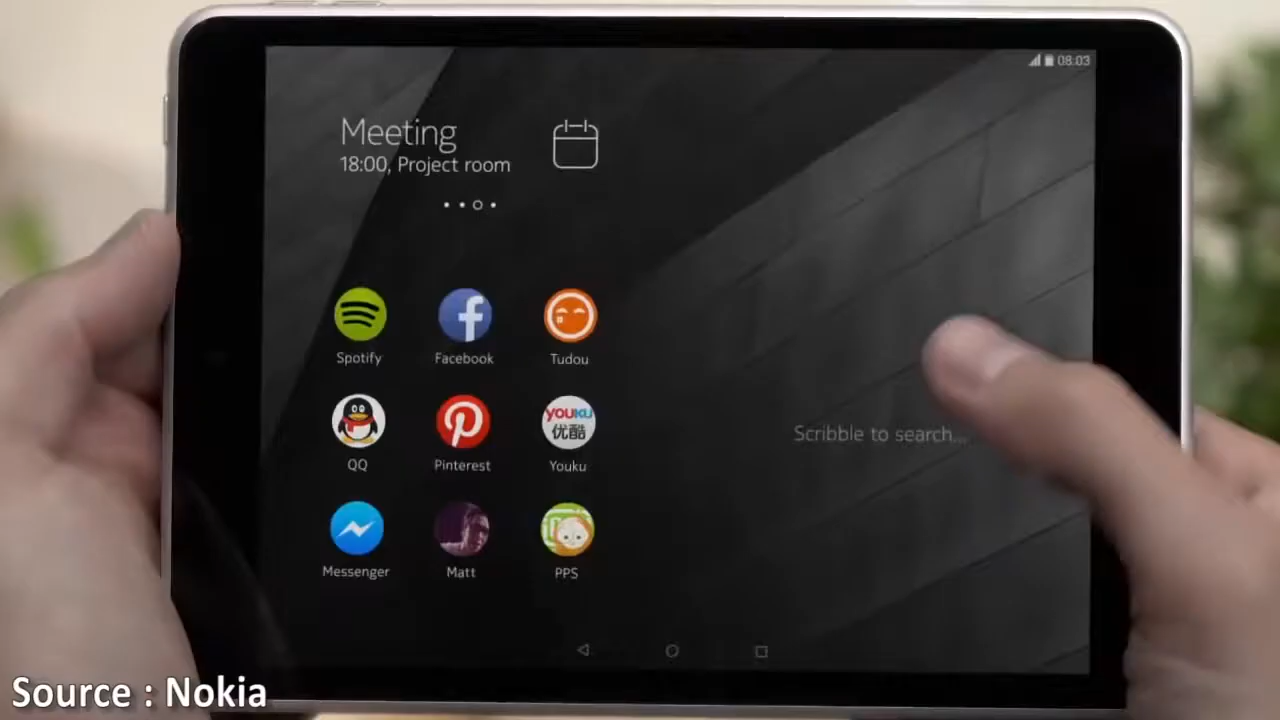 08:03
Meeting
18:00, Project room
Spotify
Facebook
Tudou
YOUKU
优酷
QQ
Pinterest
Youku
Scribble to search...
Messenger
Matt
PPS
Source : Nokia